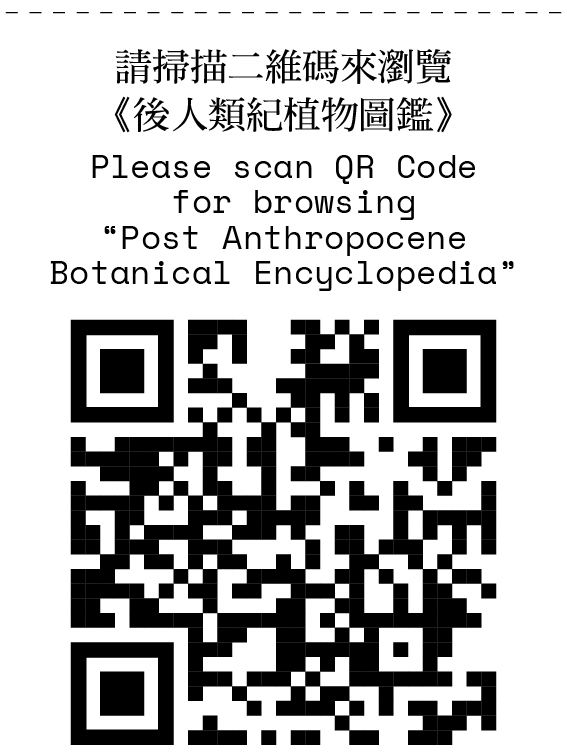 請掃描二維碼來瀏覽
《後人類紀植物圖鑑》
Please scan QR Code
for browsing
“Post Anthropocene
Botanical Encyclopedia”